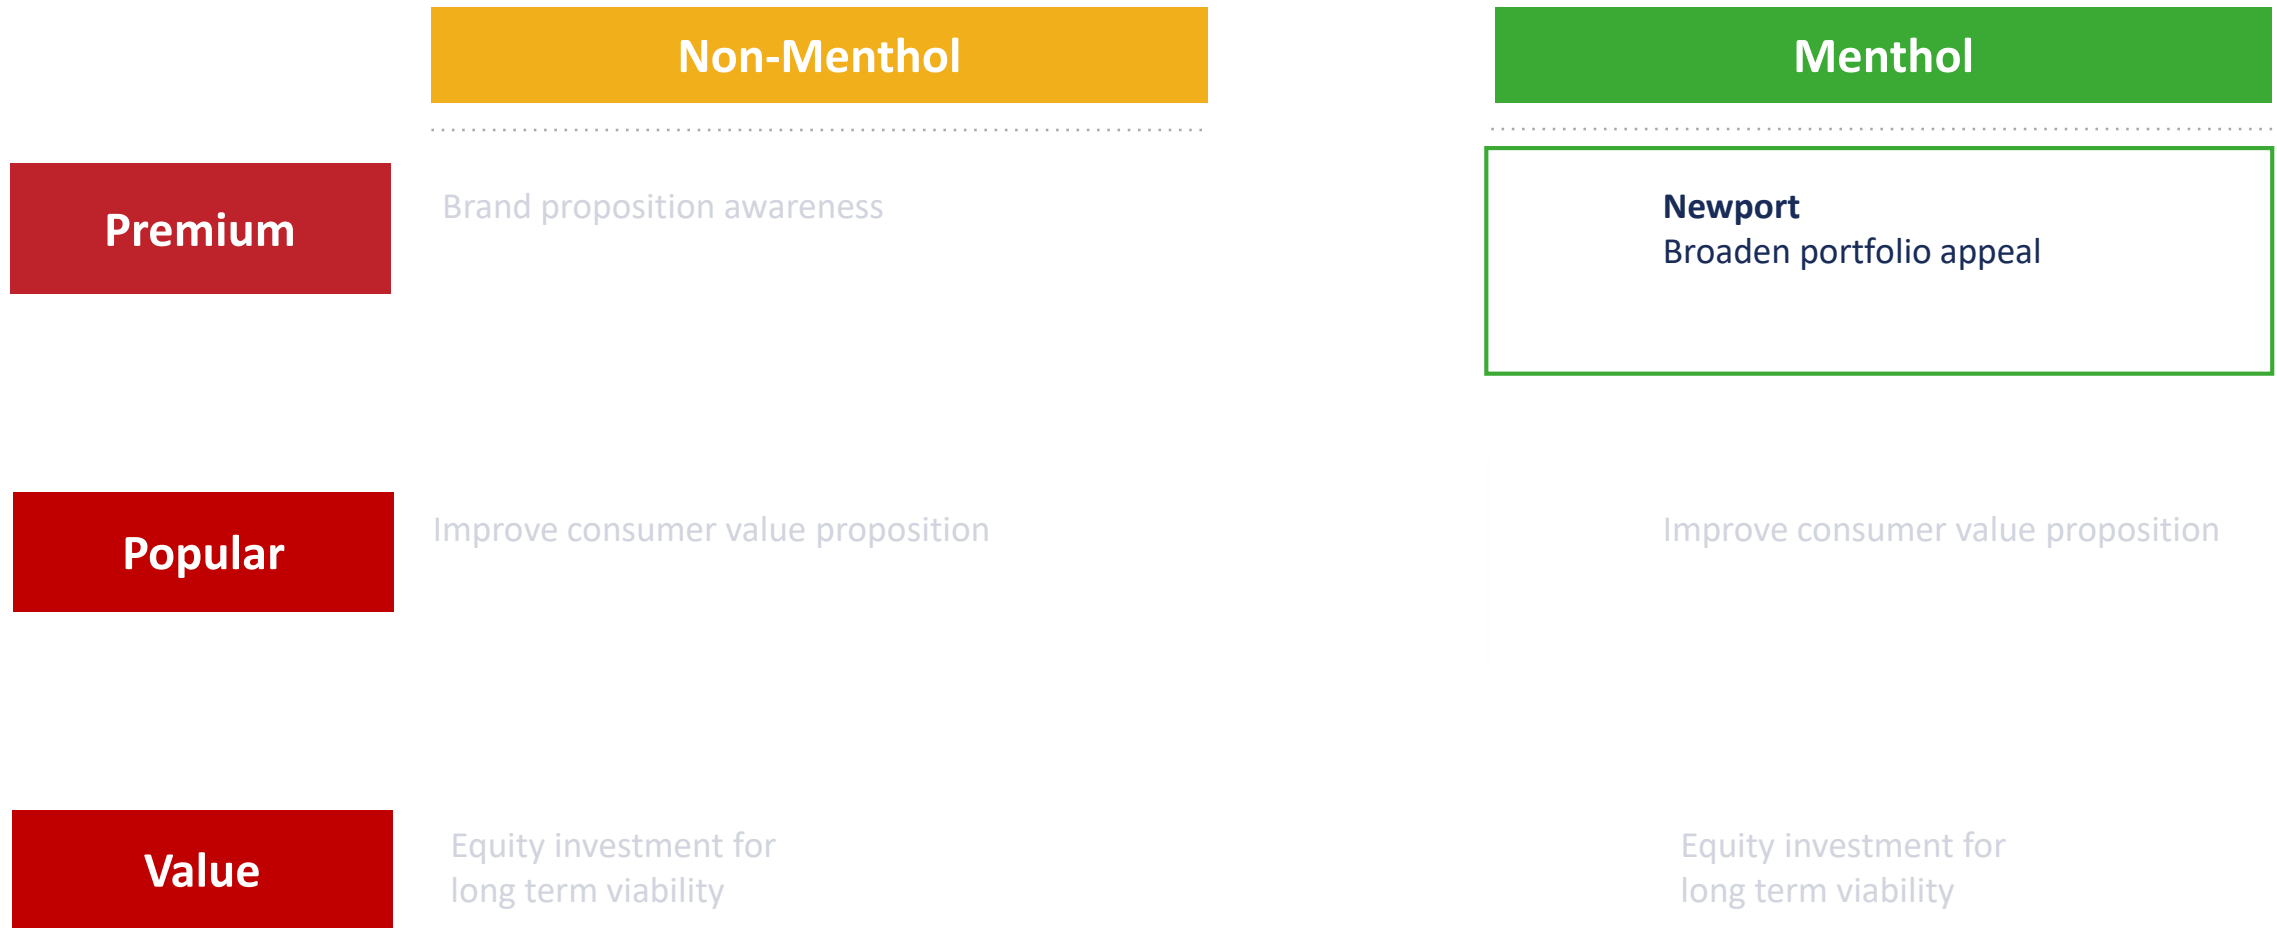 Non-Menthol
Menthol
Premium
Brand proposition awareness
Newport
Broaden portfolio appeal
Popular
Improve consumer value proposition
Improve consumer value proposition
Value
Equity investment for
long term viability
Equity investment for
long term viability